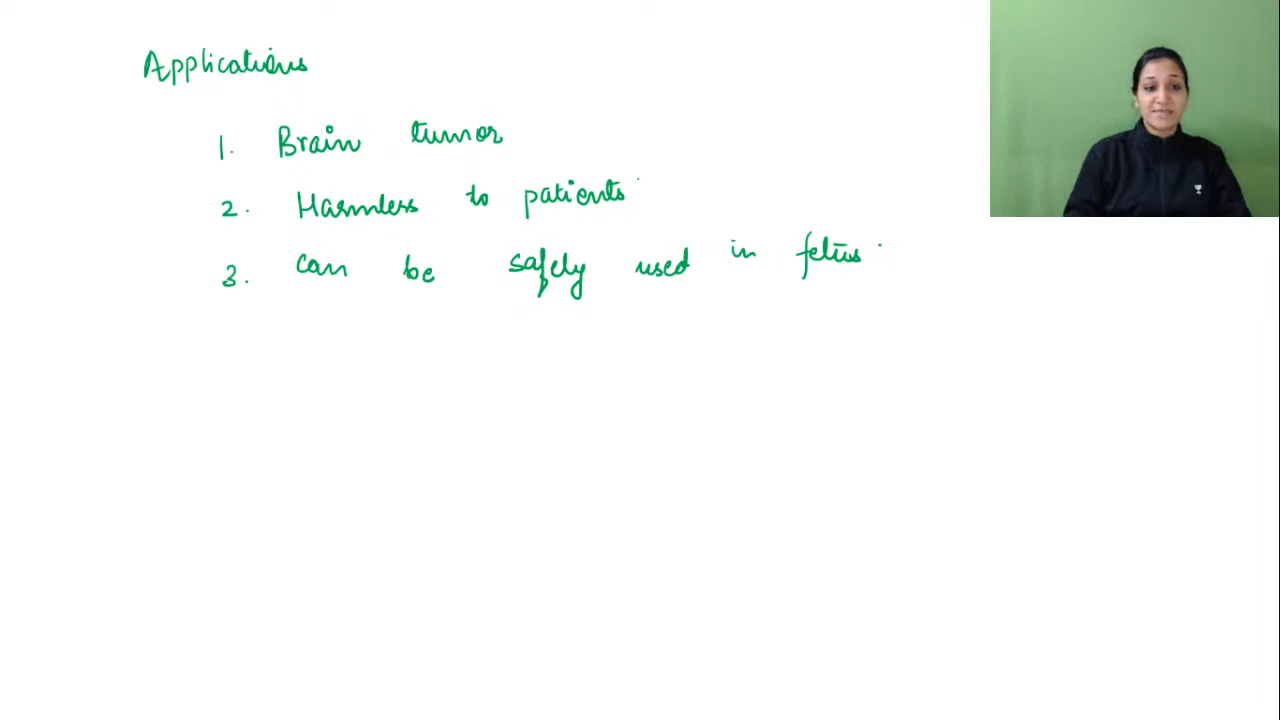 Applications
1. Brain tumor
2. Harmless to patients
3. can be safely used in fetus.